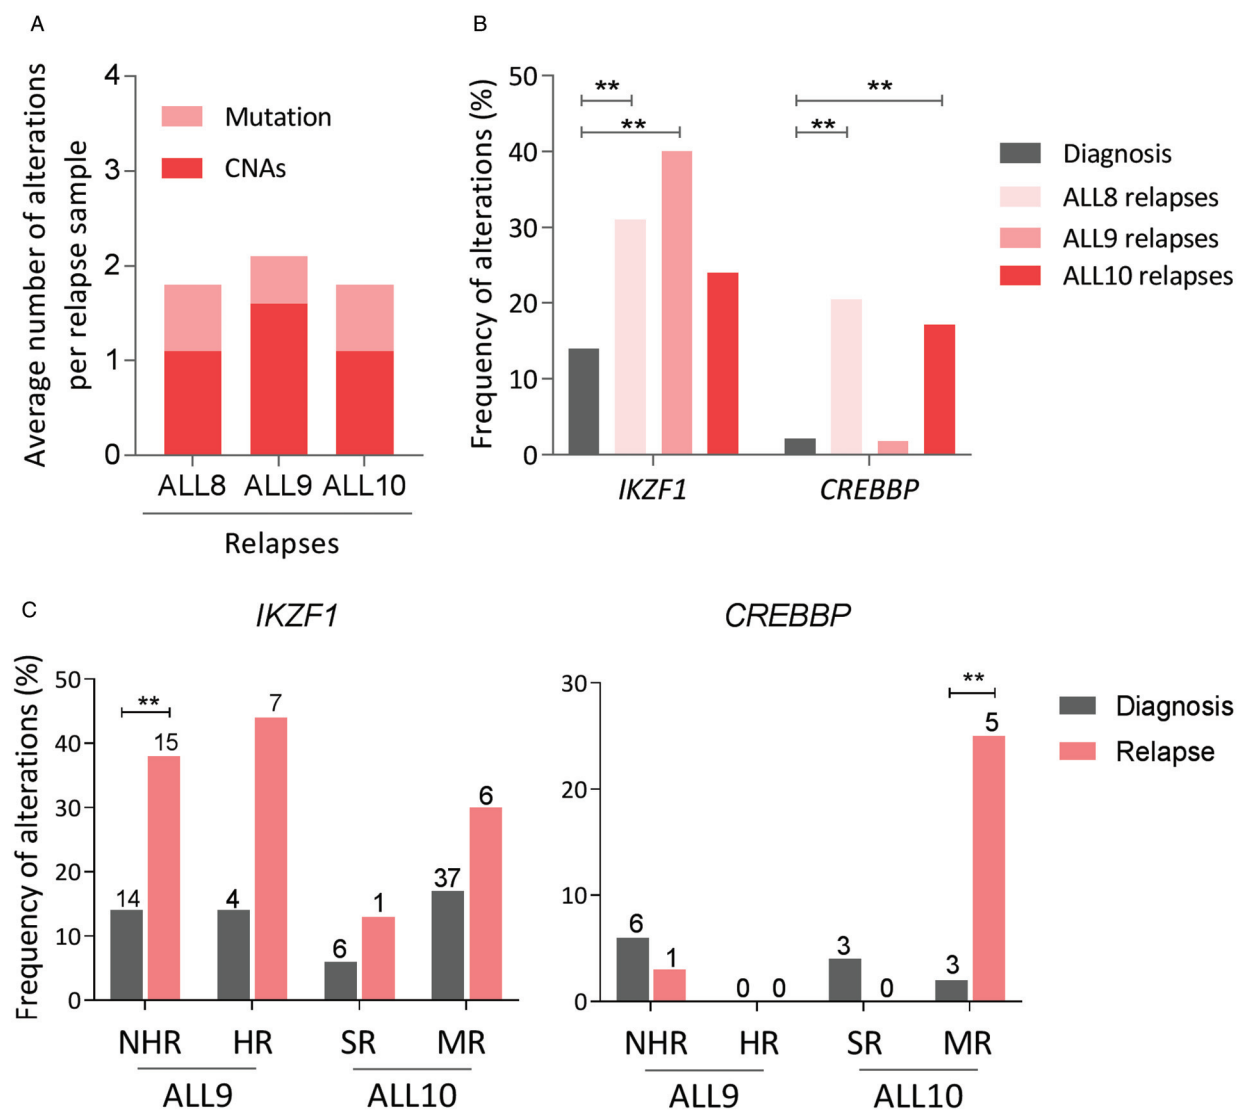 A
Average number of alterations
per relapse sample
4
3
2
1
0
Mutation
CNAs
ALL8 ALL9 ALL10
Relapses
B
Frequency of alterations (%)
50
40
30
20
10
0
** **
** **
IKZF1 CREBBP
Diagnosis
ALL8 relapses
ALL9 relapses
ALL10 relapses
C
IKZF1
Frequency of alterations (%)
50
40
30
20
10
0
**
14 15 4 7 6 1 37 6
NHR HR SR MR
ALL9 ALL10
CREBBP
30
20
10
0
**
6 1 0 0 3 0 3 5
NHR HR SR MR
ALL9 ALL10
Diagnosis
Relapse